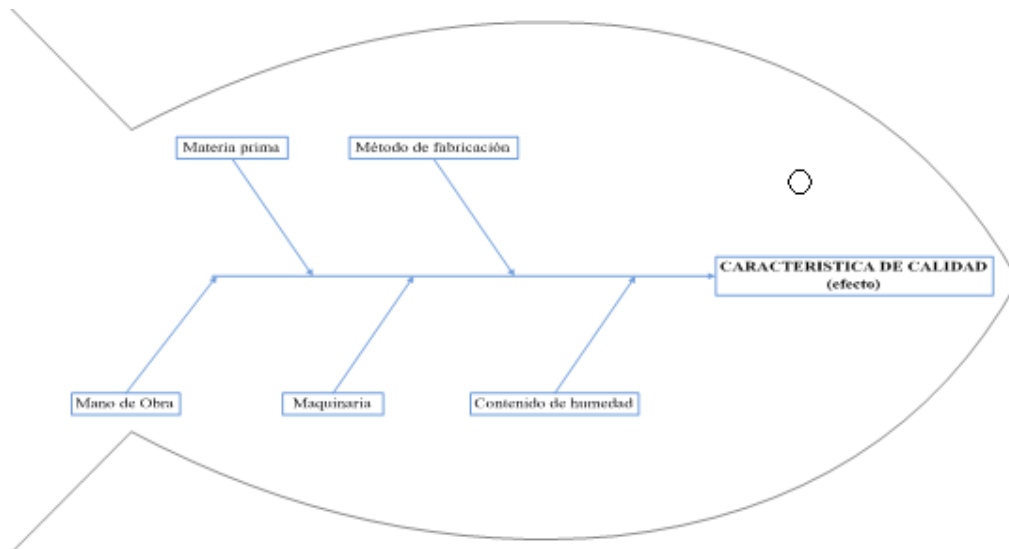 Materia prima
Método de fabricación
CARACTERISTICA DE CALIDAD
(efecto)
Mano de Obra
Maquinaria
Contenido de humedad